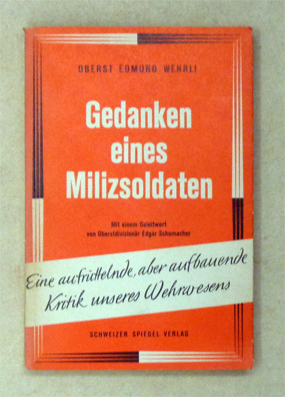 OBERST EDMUND WEHRLI
Gedanken
eines
Milizsoldaten
Mit einem Geleitwort
von Oberstdivisionär Edgar Schumacher
Eine aufrüttelnde, aber aufbauende
Kritik unseres Wehrwesens
SCHWEIZER SPIEGEL VERLAG